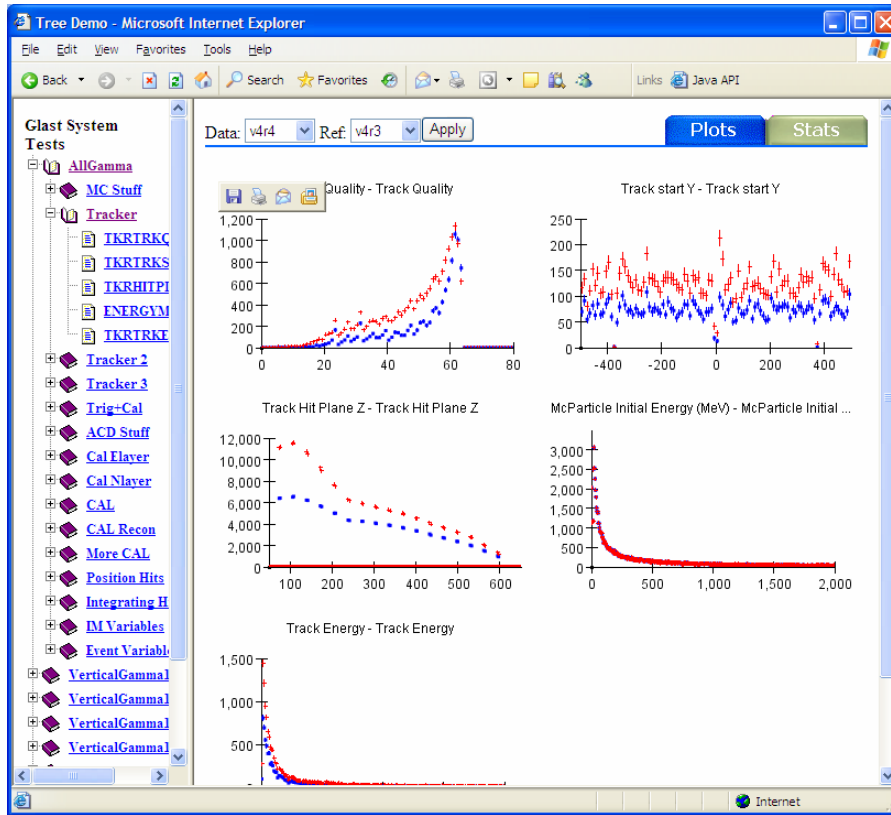 Tree Demo - Microsoft Internet Explorer
File Edit View Favorites Tools Help
Back Search Favorites Links Java API
Glast System
Tests
AllGamma
MC Stuff
Tracker
TKRTRKQ
TKRTRKS
TKRHITPI
ENERGYM
TKRTRKE
Tracker 2
Tracker 3
Trig+Cal
ACD Stuff
Cal Elayer
Cal Nlayer
CAL
CAL Recon
More CAL
Position Hits
Integrating H
IM Variables
Event Variabl
VerticalGamma1
VerticalGamma1
VerticalGamma1
VerticalGamma1
Data: v4r4 Ref: v4r3 Apply Plots Stats
Quality - Track Quality
1,200
1,000
800
600
400
200
0
0 20 40 60 80
Track start Y - Track start Y
250
200
150
100
50
0
-400 -200 0 200 400
Track Hit Plane Z - Track Hit Plane Z
12,000
10,000
8,000
6,000
4,000
2,000
0
100 200 300 400 500 600
McParticle Initial Energy (MeV) - McParticle Initial ...
3,000
2,500
2,000
1,500
1,000
500
0
0 500 1,000 1,500 2,000
Track Energy - Track Energy
1,500
1,000
500
Internet